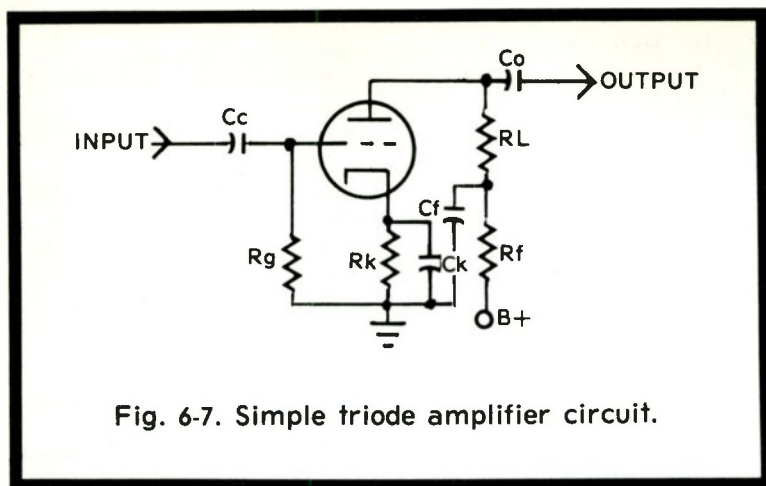 Co
OUTPUT
Cc
INPUT
RL
Cf
Rg
Rk
Ck
Rf
B+
Fig. 6-7. Simple triode amplifier circuit.